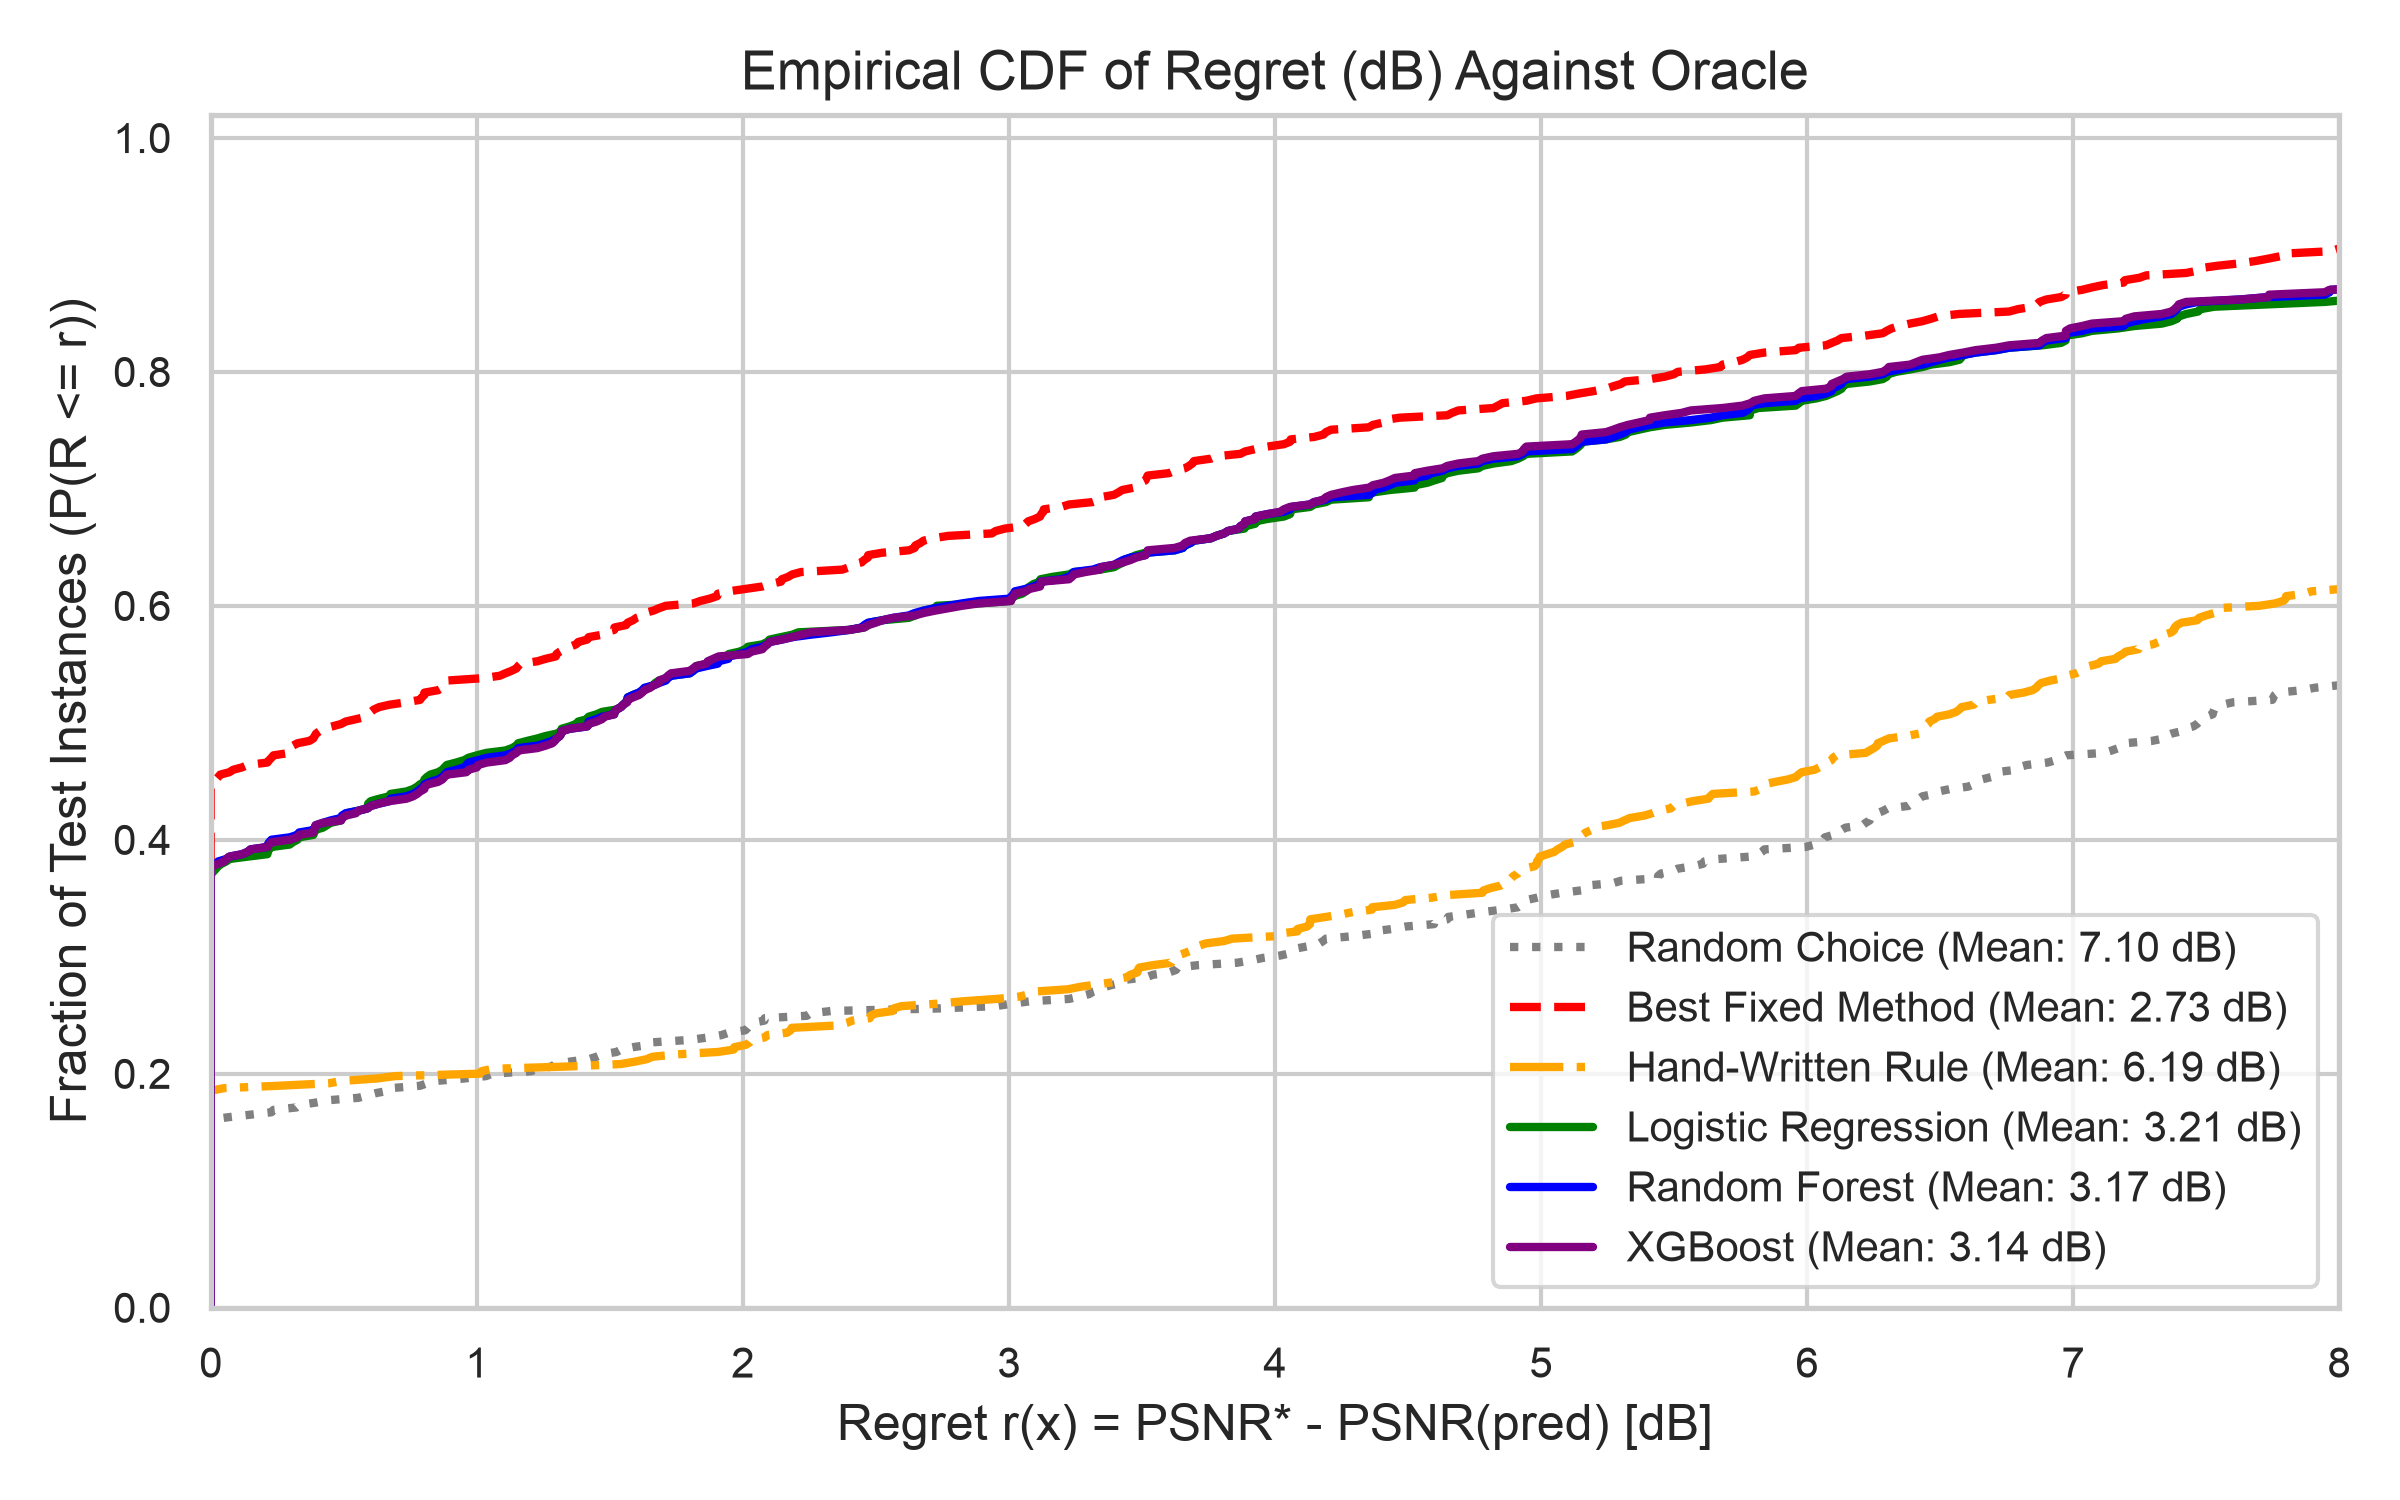 Empirical CDF of Regret (dB) Against Oracle
Fraction of Test Instances (P(R <= r))
1.0
0.8
0.6
0.4
0.2
0.0
0 1 2 3 4 5 6 7 8
Regret r(x) = PSNR* - PSNR(pred) [dB]
Random Choice (Mean: 7.10 dB)
Best Fixed Method (Mean: 2.73 dB)
Hand-Written Rule (Mean: 6.19 dB)
Logistic Regression (Mean: 3.21 dB)
Random Forest (Mean: 3.17 dB)
XGBoost (Mean: 3.14 dB)